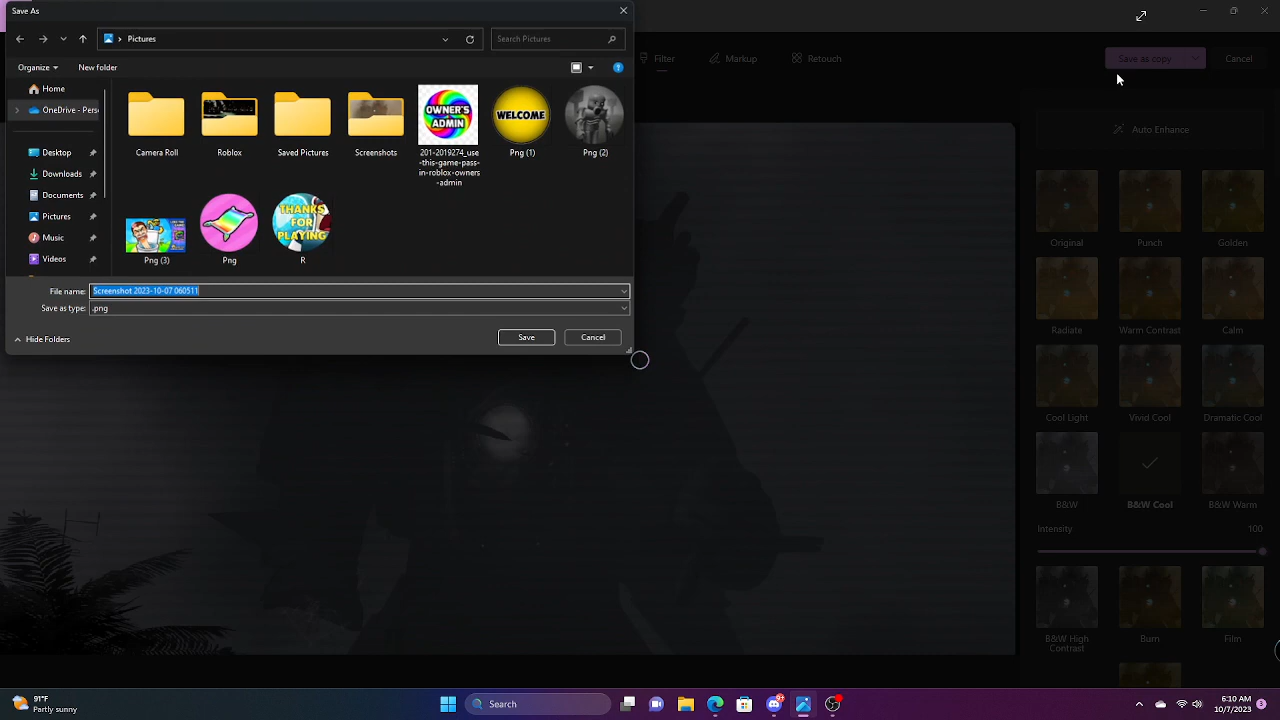 Save As
Pictures
Search Pictures
Organize
New folder
Home
OneDrive - Perso
Desktop
Downloads
Documents
Pictures
Music
Videos
Camera Roll
Roblox
Saved Pictures
Screenshots
OWNER'S
ADMIN
201-2019274_use
-this-game-pass-
in-roblox-owners
-admin
WELCOME
Png (1)
Png (2)
Png (3)
Png
THANKS
FOR
PLAYING
R
File name: Screenshot 2023-10-07 060511
Save as type: .png
Hide Folders
Save
Cancel
Filter
Markup
Retouch
Save as copy
Cancel
Auto Enhance
Original
Punch
Golden
Radiate
Warm Contrast
Calm
Cool Light
Vivid Cool
Dramatic Cool
B&W
B&W Cool
B&W Warm
Intensity
100
B&W High
Contrast
Burn
Film
91°F
Partly sunny
Search
9+
6:10 AM
10/7/2023
3